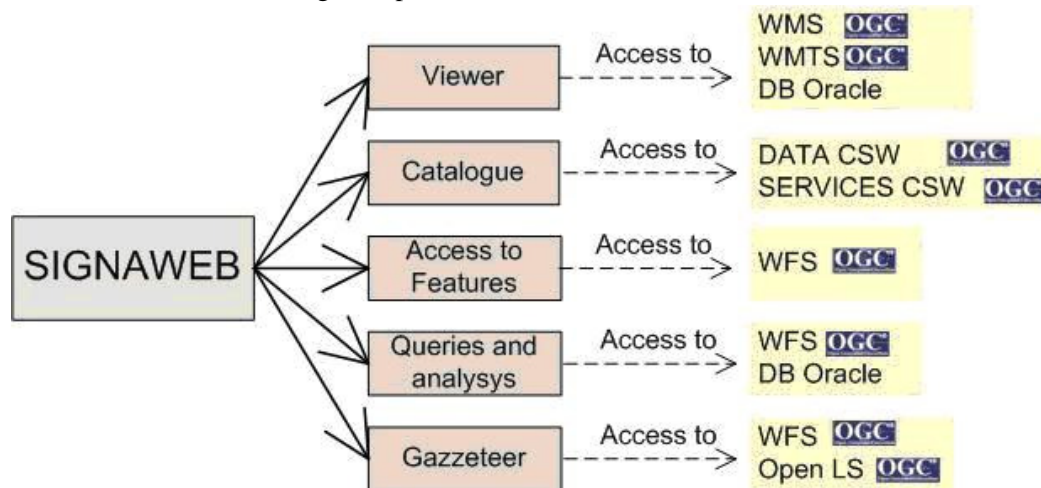 Viewer
Access to
WMS OGC
WMTS OGC
DB Oracle
Catalogue
Access to
DATA CSW OGC
SERVICES CSW OGC
SIGNAWEB
Access to
Features
Access to
WFS OGC
Queries and
analysys
Access to
WFS OGC
DB Oracle
Gazzeteer
Access to
WFS OGC
Open LS OGC